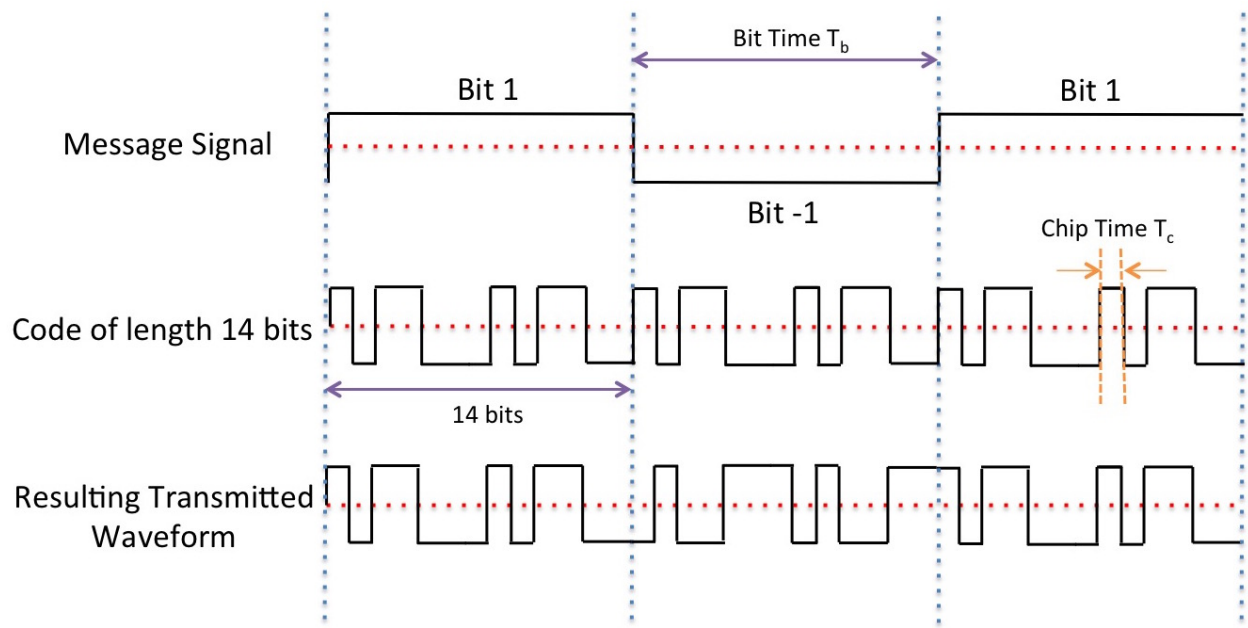 Bit Time Tb
Bit 1
Bit 1
Message Signal
Bit -1
Chip Time Tc
Code of length 14 bits
14 bits
Resulting Transmitted
Waveform